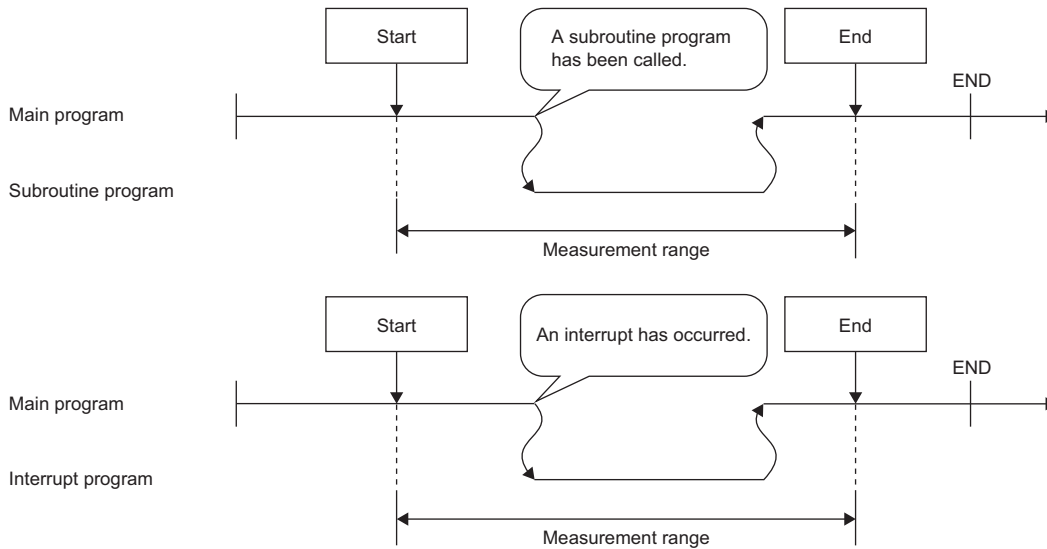 Start
A subroutine program
has been called.
End
END
Main program
Subroutine program
Measurement range
Start
An interrupt has occurred.
End
END
Main program
Interrupt program
Measurement range